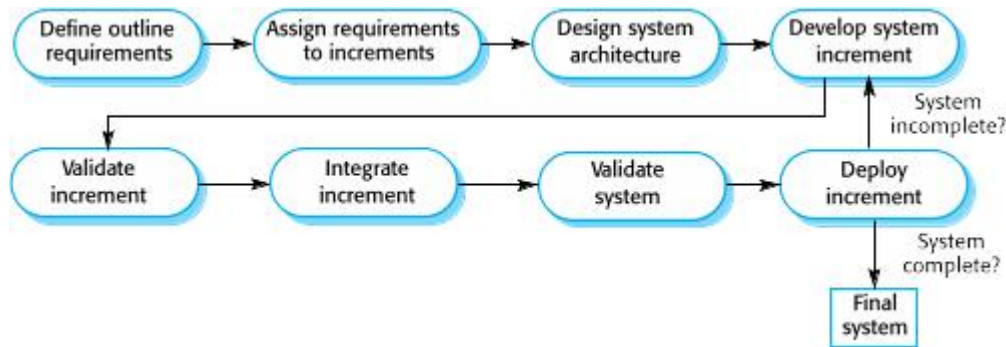 Define outline
requirements
Assign requirements
to increments
Design system
architecture
Develop system
increment
System
incomplete?
Validate
increment
Integrate
increment
Validate
system
Deploy
increment
System
complete?
Final
system